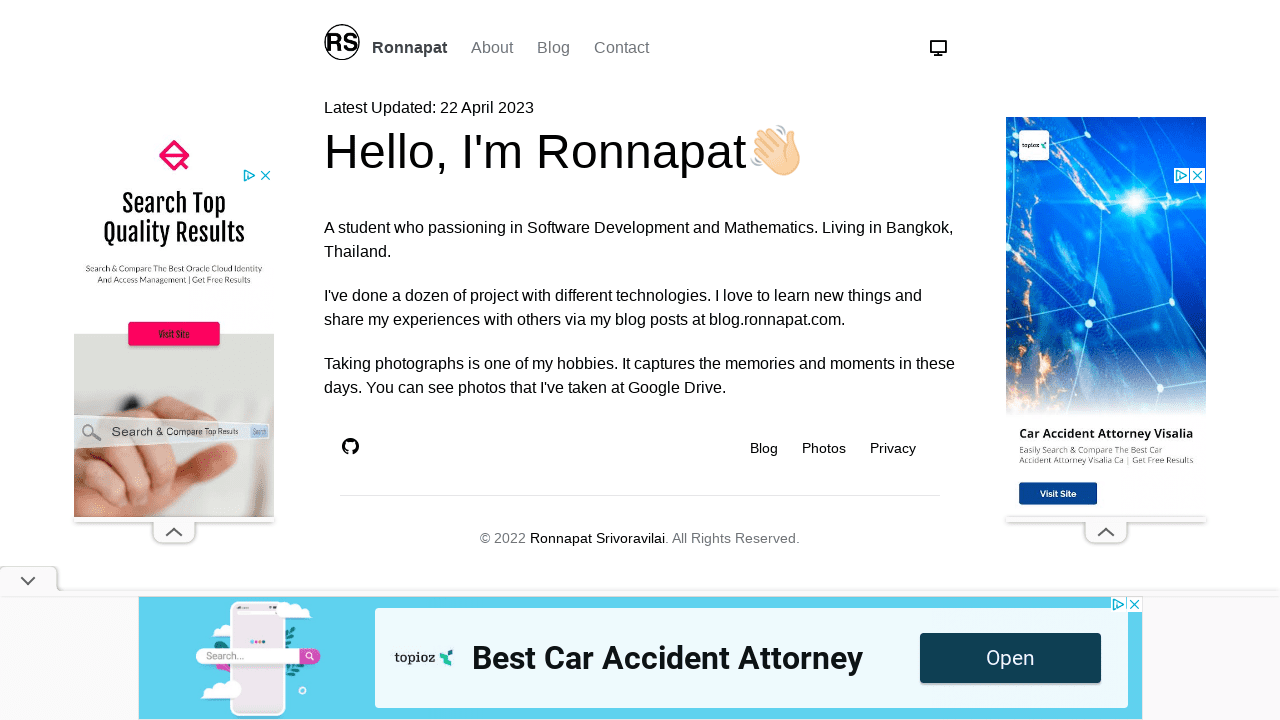 RS Ronnapat About Blog Contact
Latest Updated: 22 April 2023
Hello, I'm Ronnapat
A student who passioning in Software Development and Mathematics. Living in Bangkok,
Thailand.
I've done a dozen of project with different technologies. I love to learn new things and
share my experiences with others via my blog posts at blog.ronnapat.com.
Taking photographs is one of my hobbies. It captures the memories and moments in these
days. You can see photos that I've taken at Google Drive.
Blog Photos Privacy
© 2022 Ronnapat Srivoravilai. All Rights Reserved.
Search Top
Quality Results
Search & Compare The Best Oracle Cloud Identity
And Access Management | Get Free Results
Visit Site
Search & Compare Top Results Search
topioz
Car Accident Attorney Visalia
Easily Search & Compare The Best Car
Accident Attorney Visalia Ca | Get Free Results
Visit Site
Search...
topioz
Best Car Accident Attorney
Open